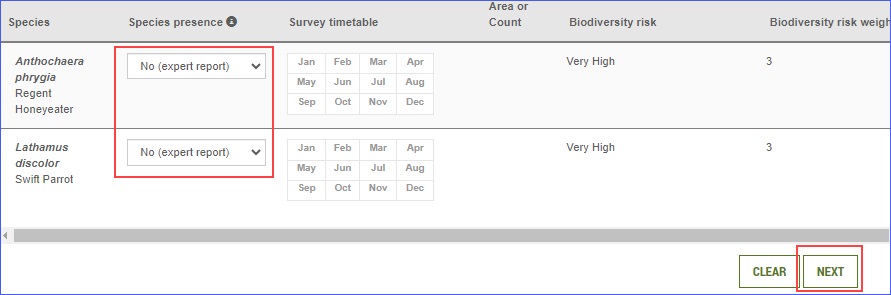 Species Species presence Survey timetable Area or Count Biodiversity risk Biodiversity risk weigh
Anthochaera phrygia
Regent Honeyeater
No (expert report)
Jan Feb Mar Apr
May Jun Jul Aug
Sep Oct Nov Dec
Very High
3
Lathamus discolor
Swift Parrot
No (expert report)
Jan Feb Mar Apr
May Jun Jul Aug
Sep Oct Nov Dec
Very High
3
CLEAR NEXT